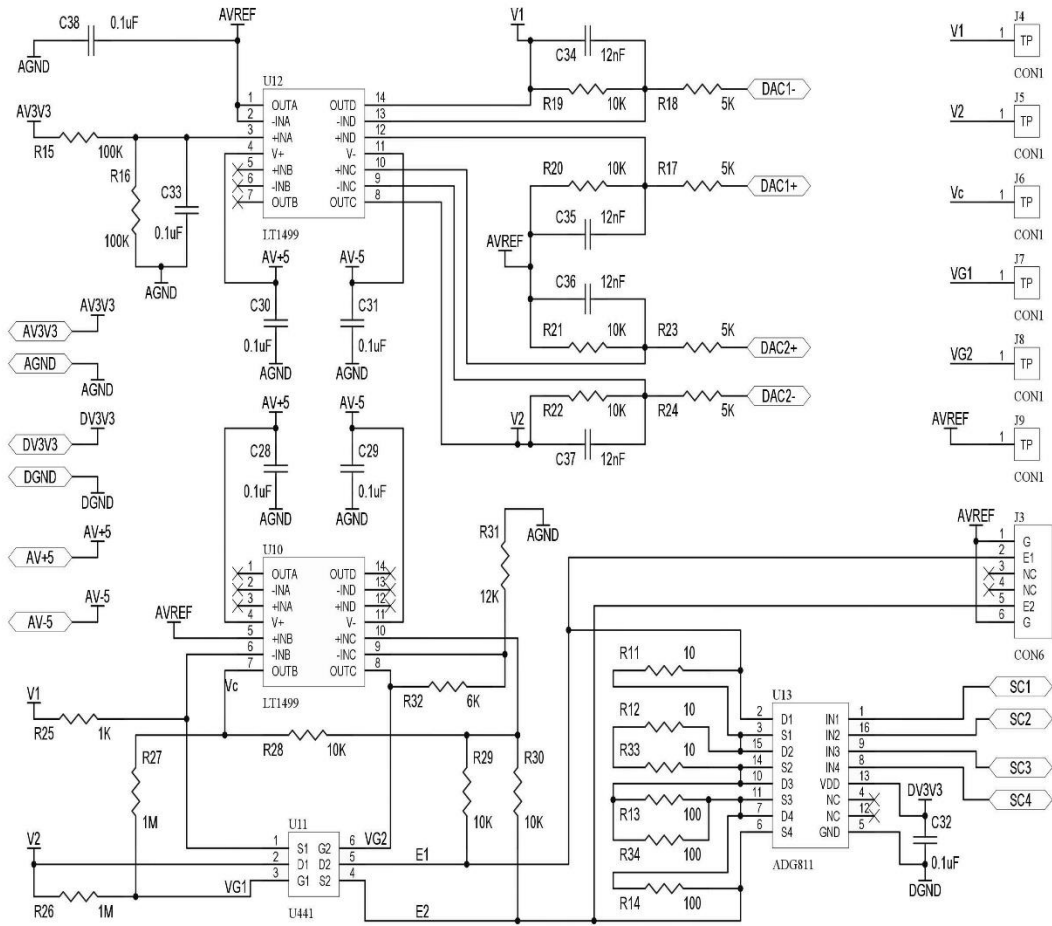 C38
0.1uF
AVREF
AGND
V1
C34
12nF
V1
1
J4
TP
CON1
U12
AV3V3
R15
100K
R16
100K
C33
0.1uF
AGND
1 OUTA OUTD 14
2 -INA -IND 13
3 +INA +IND 12
4 V+ V- 11
5 +INB +INC 10
6 -INB -INC 9
7 OUTB OUTC 8
LT1499
R19
10K
R18
5K
DAC1-
V2
1
J5
TP
CON1
R20
10K
R17
5K
DAC1+
C35
12nF
AVREF
Vc
1
J6
TP
CON1
C36
12nF
R21
10K
R23
5K
DAC2+
VG1
1
J7
TP
CON1
AV+5
AV-5
C30
0.1uF
AGND
C31
0.1uF
AGND
R22
10K
R24
5K
DAC2-
V2
C37
12nF
VG2
1
J8
TP
CON1
AV3V3
AV3V3
AGND
AGND
DV3V3
DV3V3
DGND
DGND
AV+5
AV+5
AV-5
AV-5
AV+5
AV-5
C28
0.1uF
AGND
C29
0.1uF
AGND
AVREF
1
J9
TP
CON1
R31
12K
AGND
AVREF
J3
1 G
2 E1
3 NC
4 NC
5 E2
6 G
CON6
U10
1 OUTA OUTD 14
2 -INA -IND 13
3 +INA +IND 12
4 V+ V- 11
5 +INB +INC 10
6 -INB -INC 9
7 OUTB OUTC 8
LT1499
AVREF
Vc
V1
R25
1K
R32
6K
R27
1M
R28
10K
R29
10K
R30
10K
R11
10
R12
10
R33
10
R13
100
R34
100
R14
100
U13
2 D1 IN1 1
3 S1 IN2 16
15 D2 IN3 9
14 S2 IN4 8
10 D3 VDD 13
11 S3 NC 4
7 D4 NC 12
6 S4 GND 5
ADG811
SC1
SC2
SC3
SC4
DV3V3
C32
0.1uF
DGND
V2
R26
1M
VG1
U11
1 S1 G2 6
2 D1 D2 5
3 G1 S2 4
U441
VG2
E1
E2